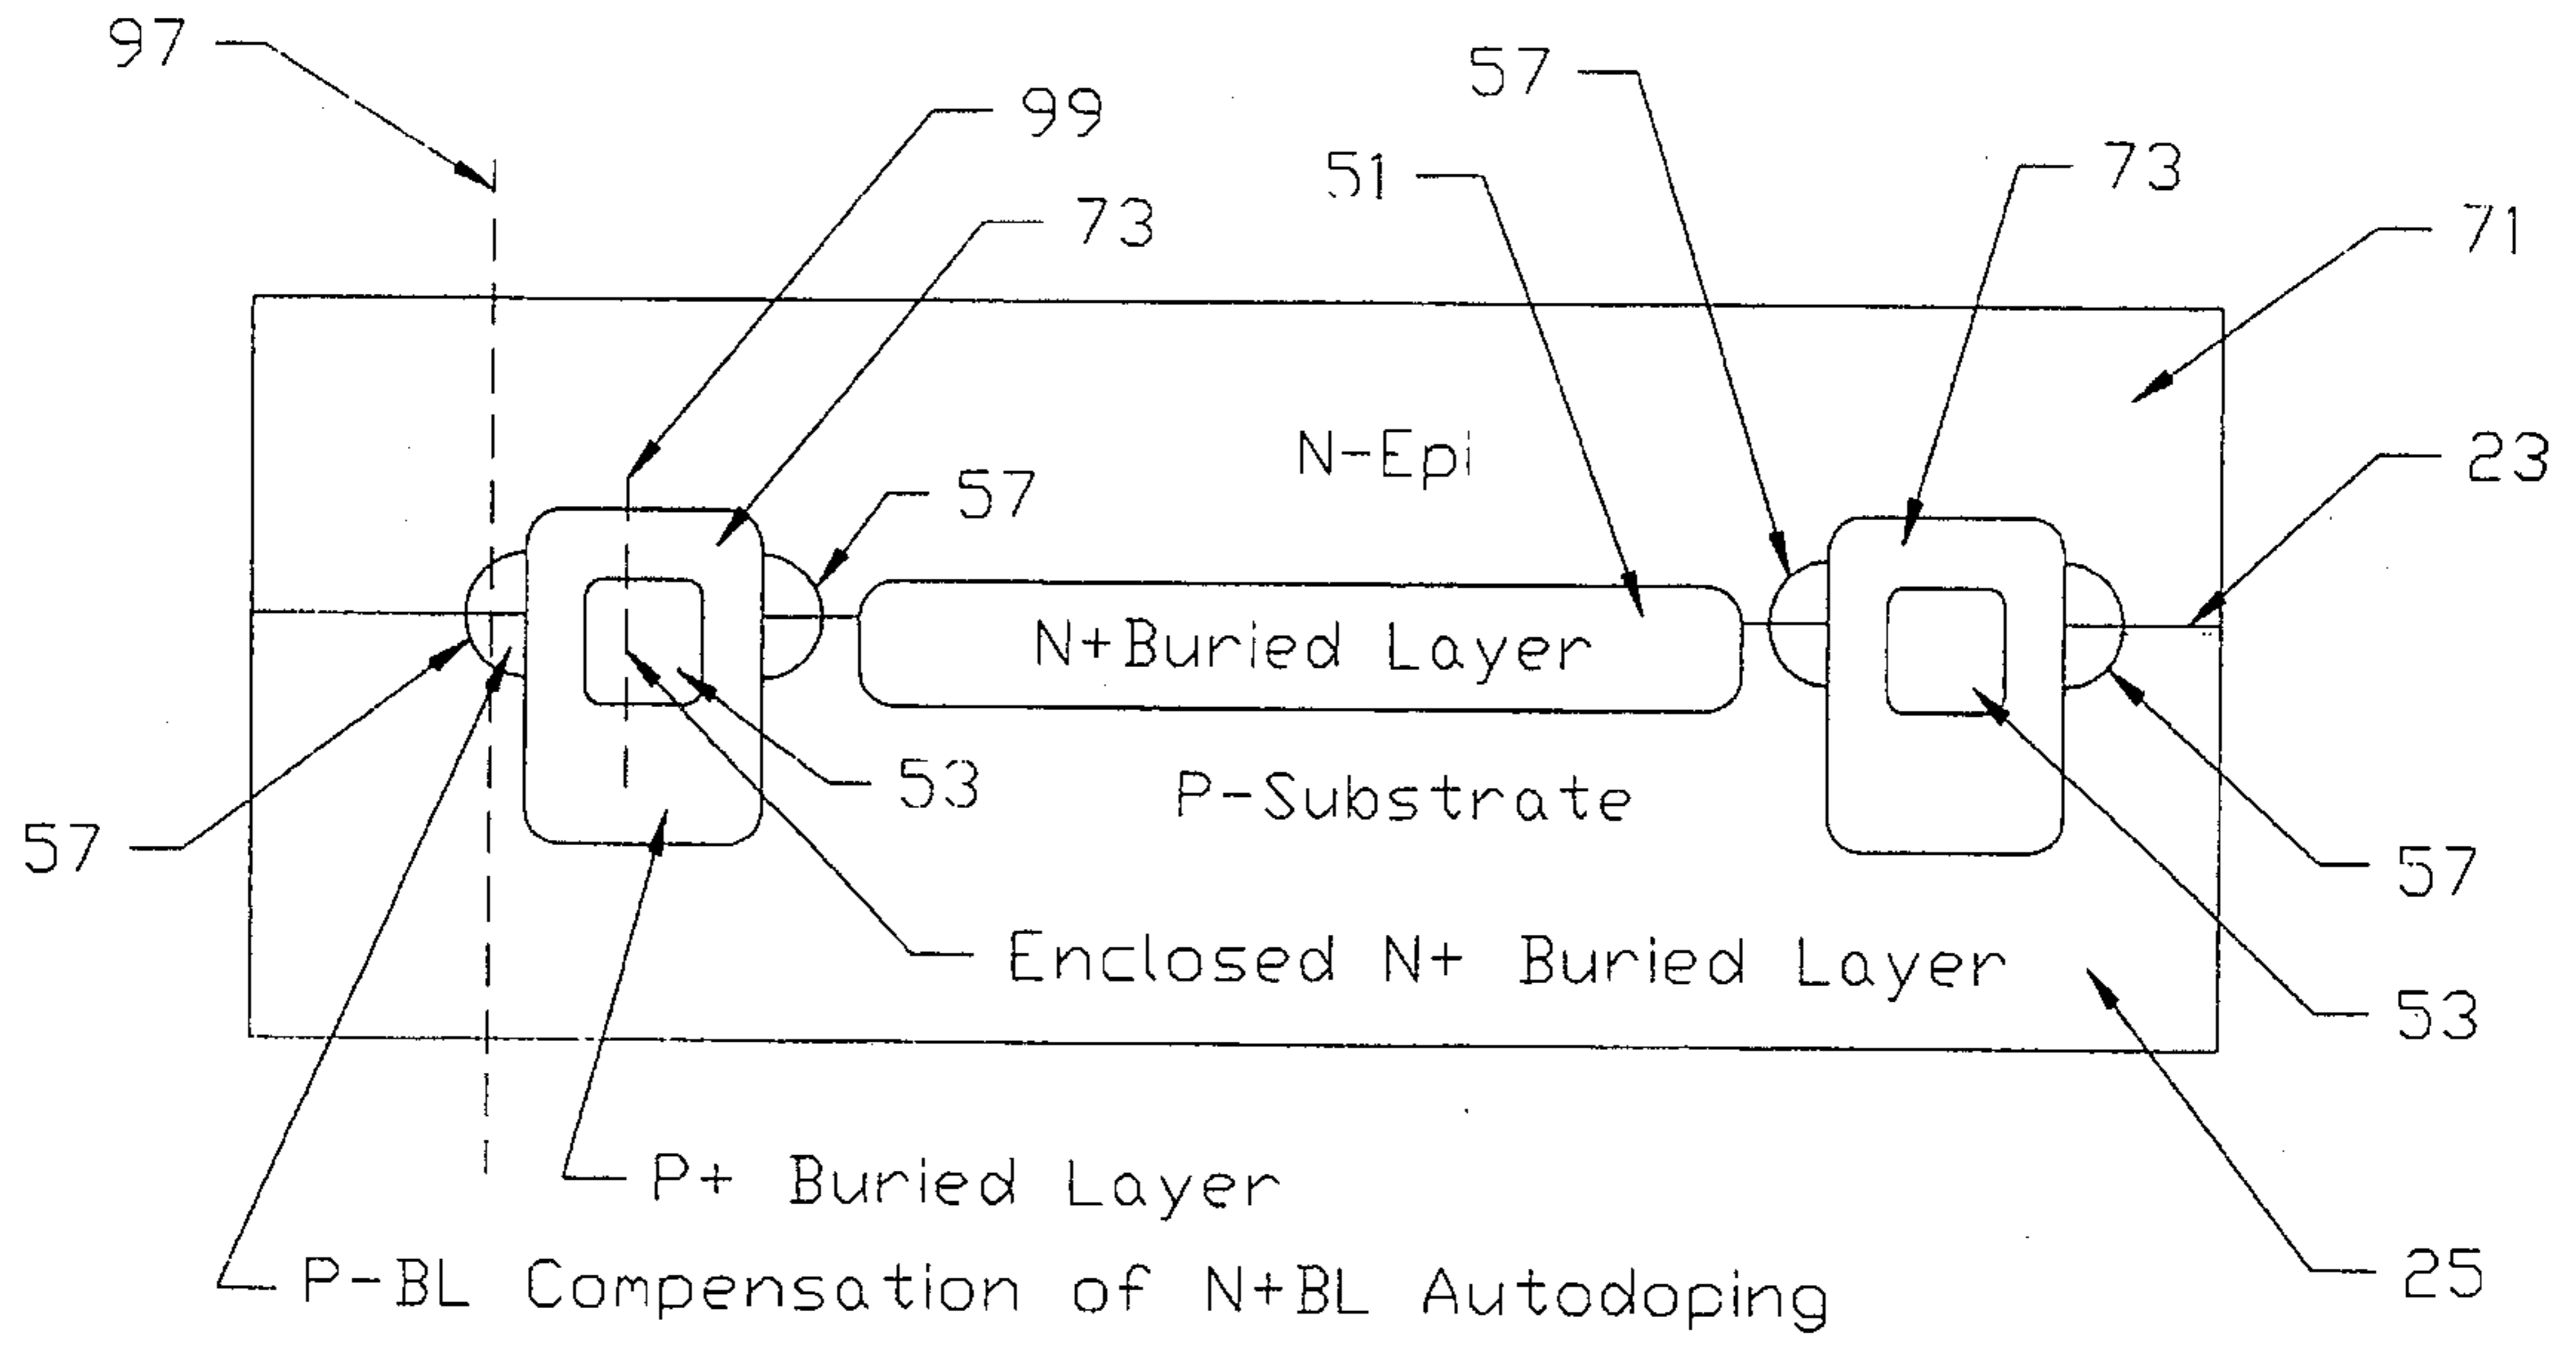 97
57
99
73
51
73
71
N-Epi
23
57
N+Buried Layer
53
P-Substrate
57
57
Enclosed N+ Buried Layer
53
P+ Buried Layer
25
P-BL Compensation of N+BL Autodoping